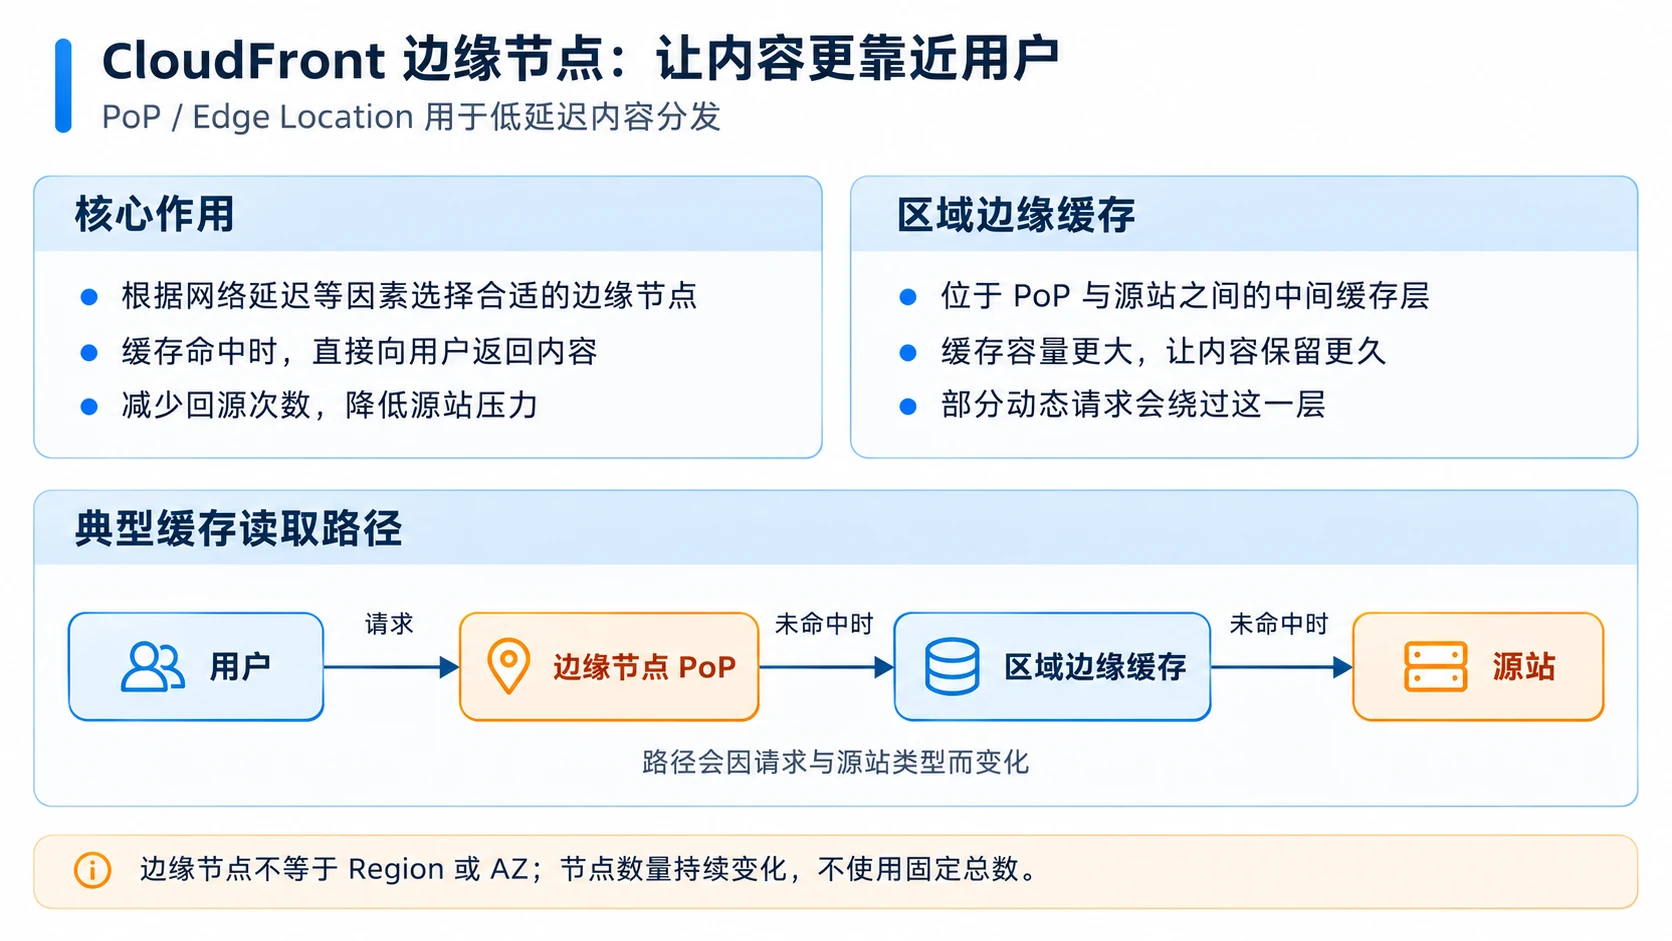 CloudFront 边缘节点：让内容更靠近用户
PoP / Edge Location 用于低延迟内容分发
核心作用
根据网络延迟等因素选择合适的边缘节点
缓存命中时，直接向用户返回内容
减少回源次数，降低源站压力
区域边缘缓存
位于 PoP 与源站之间的中间缓存层
缓存容量更大，让内容保留更久
部分动态请求会绕过这一层
典型缓存读取路径
用户
请求
边缘节点 PoP
未命中时
区域边缘缓存
未命中时
源站
路径会因请求与源站类型而变化
边缘节点不等于 Region 或 AZ；节点数量持续变化，不使用固定总数。